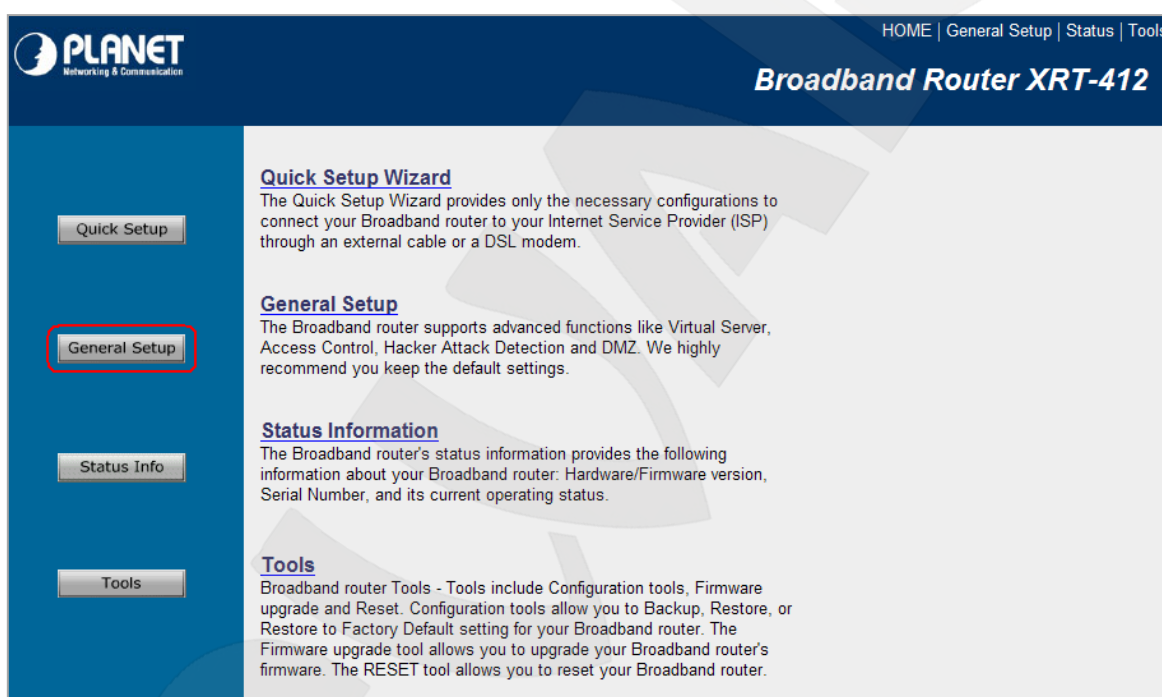 PLANET
Networking & Communication
HOME | General Setup | Status | Tools
Broadband Router XRT-412
Quick Setup
General Setup
Status Info
Tools
Quick Setup Wizard
The Quick Setup Wizard provides only the necessary configurations to
connect your Broadband router to your Internet Service Provider (ISP)
through an external cable or a DSL modem.
General Setup
The Broadband router supports advanced functions like Virtual Server,
Access Control, Hacker Attack Detection and DMZ. We highly
recommend you keep the default settings.
Status Information
The Broadband router's status information provides the following
information about your Broadband router: Hardware/Firmware version,
Serial Number, and its current operating status.
Tools
Broadband router Tools - Tools include Configuration tools, Firmware
upgrade and Reset. Configuration tools allow you to Backup, Restore, or
Restore to Factory Default setting for your Broadband router. The
Firmware upgrade tool allows you to upgrade your Broadband router's
firmware. The RESET tool allows you to reset your Broadband router.